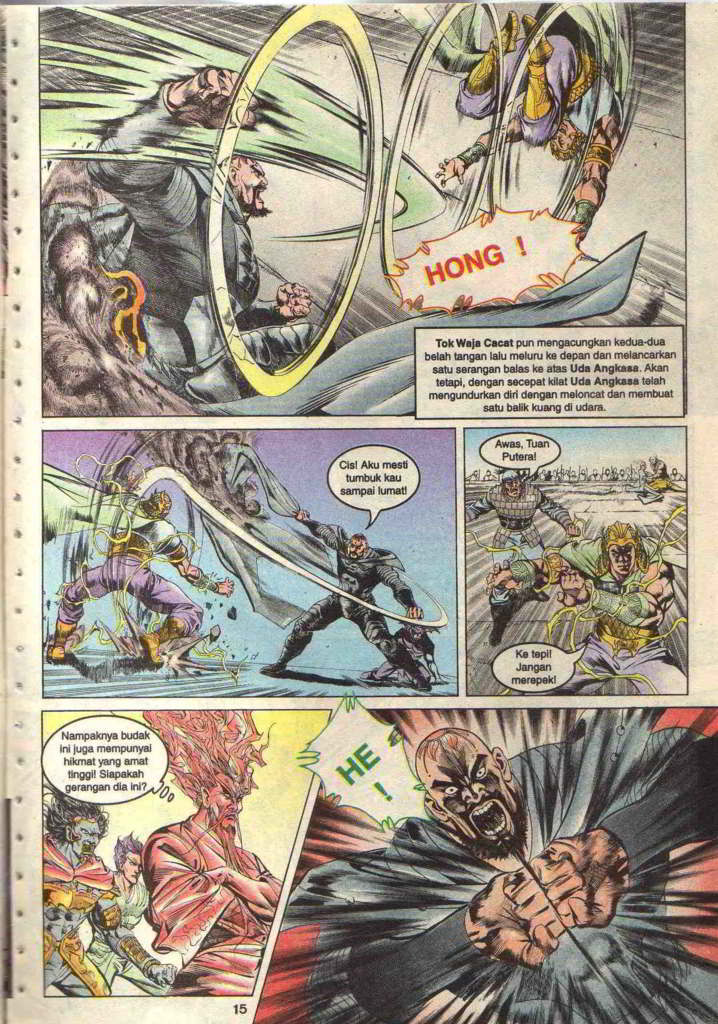 HONG !
Tok Waja Cacat pun mengacungkan kedua-dua
belah tangan lalu meluru ke depan dan melancarkan
satu serangan balas ke atas Uda Angkasa. Akan
tetapi, dengan secepat kilat Uda Angkasa telah
mengundurkan diri dengan meloncat dan membuat
satu balik kuang di udara.
Cis! Aku mesti
tumbuk kau
sampai lumat!
Awas, Tuan
Putera!
Ke tepi!
Jangan
merepek!
Nampaknya budak
ini juga mempunyai
hikmat yang amat
tinggi! Siapakah
gerangan dia ini?
HE
!
15